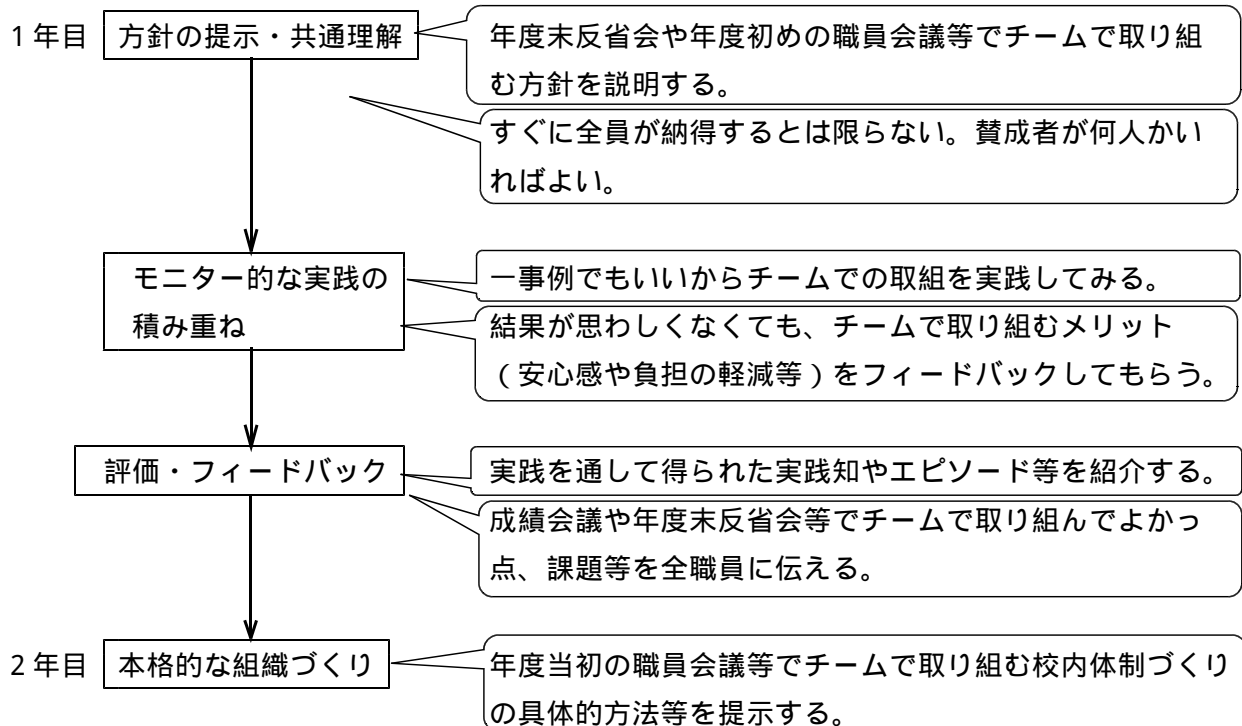 1年目
方針の提示・共通理解
年度末反省会や年度初めの職員会議等でチームで取り組
む方針を説明する。
すぐに全員が納得するとは限らない。賛成者が何人かい
ればよい。
モニター的な実践の
積み重ね
一事例でもいいからチームでの取組を実践してみる。
結果が思わしくなくても、チームで取り組むメリット
(安心感や負担の軽減等)をフィードバックしてもらう。
評価・フィードバック
実践を通して得られた実践知やエピソード等を紹介する。
成績会議や年度末反省会等でチームで取り組んでよかっ
点、課題等を全職員に伝える。
2年目
本格的な組織づくり
年度当初の職員会議等でチームで取り組む校内体制づくり
の具体的方法等を提示する。